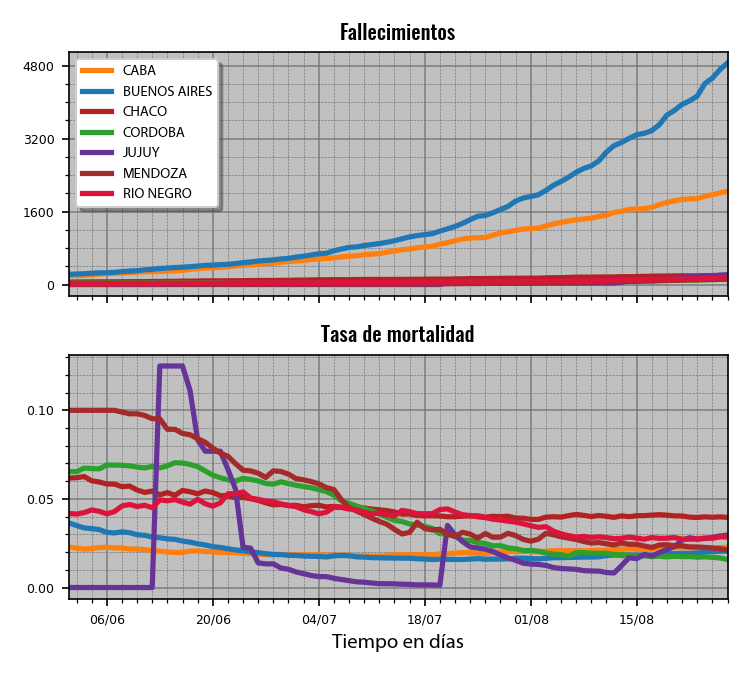 Fallecimientos
4800
3200
1600
0
CABA
BUENOS AIRES
CHACO
CORDOBA
JUJUY
MENDOZA
RIO NEGRO
Tasa de mortalidad
0.10
0.05
0.00
06/06 20/06 04/07 18/07 01/08 15/08
Tiempo en días